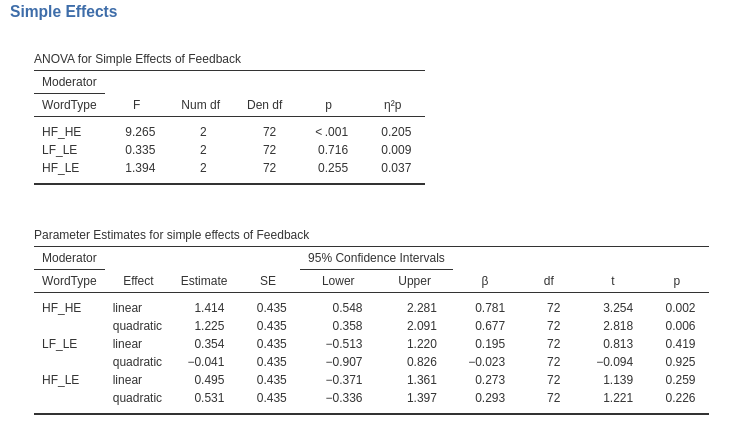 Simple Effects
ANOVA for Simple Effects of Feedback
Moderator
WordType F Num df Den df p η²p
HF_HE 9.265 2 72 < .001 0.205
LF_LE 0.335 2 72 0.716 0.009
HF_LE 1.394 2 72 0.255 0.037
Parameter Estimates for simple effects of Feedback
Moderator 95% Confidence Intervals
WordType Effect Estimate SE Lower Upper β df t p
HF_HE linear 1.414 0.435 0.548 2.281 0.781 72 3.254 0.002
quadratic 1.225 0.435 0.358 2.091 0.677 72 2.818 0.006
LF_LE linear 0.354 0.435 −0.513 1.220 0.195 72 0.813 0.419
quadratic −0.041 0.435 −0.907 0.826 −0.023 72 −0.094 0.925
HF_LE linear 0.495 0.435 −0.371 1.361 0.273 72 1.139 0.259
quadratic 0.531 0.435 −0.336 1.397 0.293 72 1.221 0.226